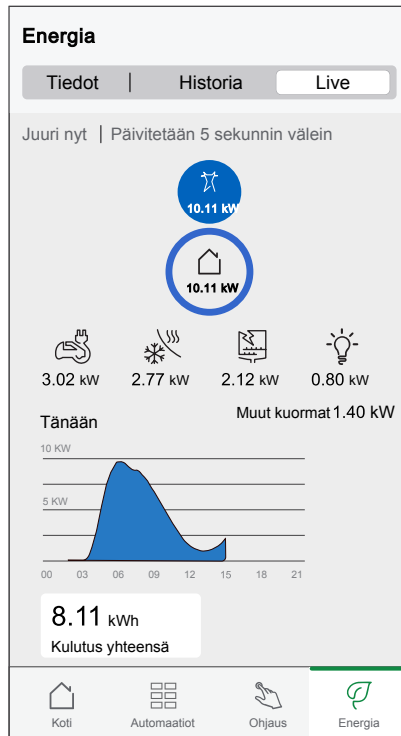 Energia
Tiedot | Historia Live
Juuri nyt | Päivitetään 5 sekunnin välein
10.11 kW
10.11 kW
3.02 kW 2.77 kW 2.12 kW 0.80 kW
Muut kuormat 1.40 kW
Tänään
10 KW
5 KW
00 03 06 09 12 15 18 21
8.11 kWh
Kulutus yhteensä
Koti Automaatiot Ohjaus Energia